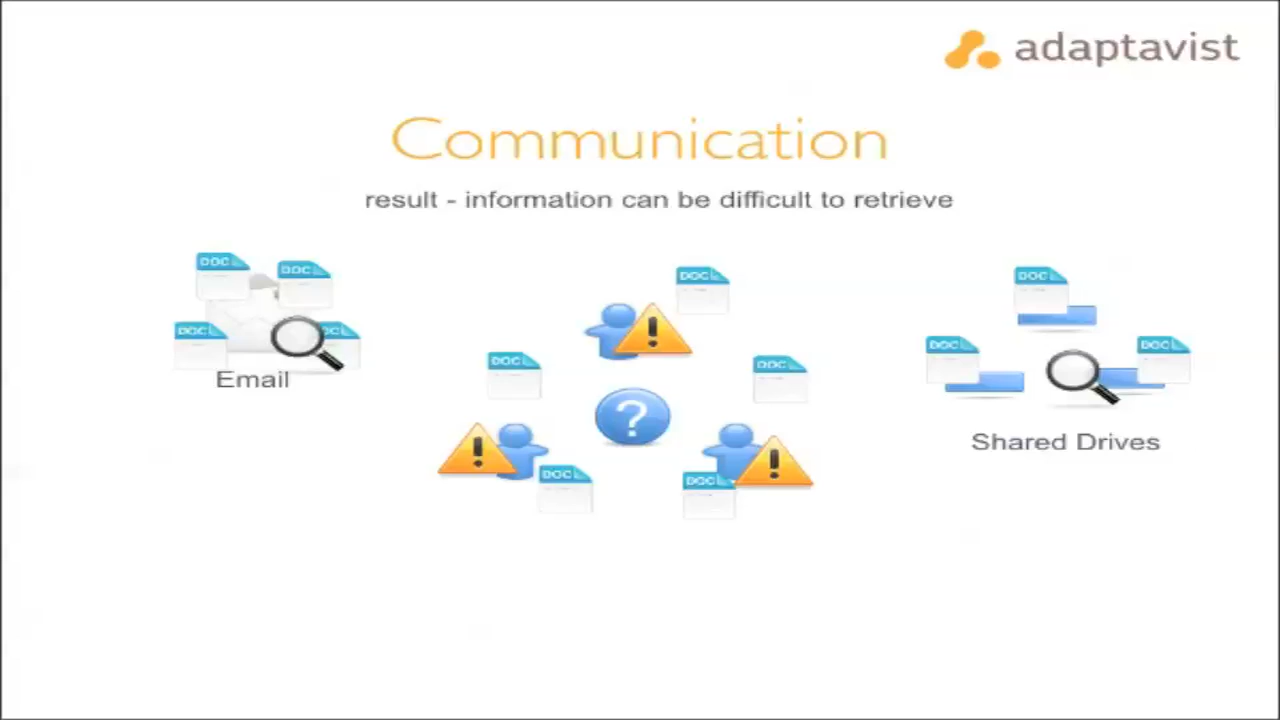 adaptavist
Communication
result - information can be difficult to retrieve
DOC
DOC
DOC
DOC
Email
DOC
!
DOC
DOC
?
!
!
DOC
DOC
DOC
DOC
DOC
Shared Drives